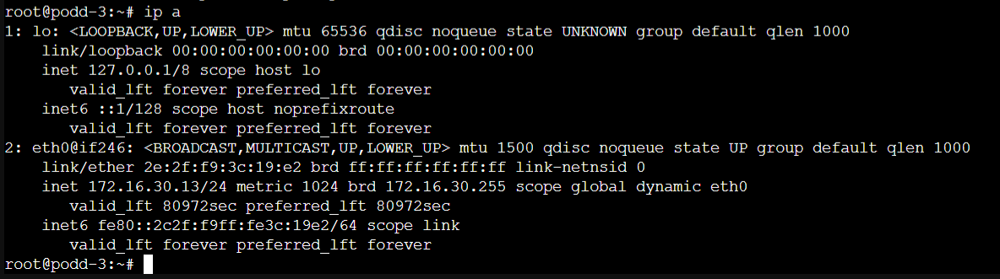 root@podd-3:~# ip a
1: lo: <LOOPBACK,UP,LOWER_UP> mtu 65536 qdisc noqueue state UNKNOWN group default qlen 1000
    link/loopback 00:00:00:00:00:00 brd 00:00:00:00:00:00
    inet 127.0.0.1/8 scope host lo
       valid_lft forever preferred_lft forever
    inet6 ::1/128 scope host noprefixroute
       valid_lft forever preferred_lft forever
2: eth0@if246: <BROADCAST,MULTICAST,UP,LOWER_UP> mtu 1500 qdisc noqueue state UP group default qlen 1000
    link/ether 2e:2f:f9:3c:19:e2 brd ff:ff:ff:ff:ff:ff link-netnsid 0
    inet 172.16.30.13/24 metric 1024 brd 172.16.30.255 scope global dynamic eth0
       valid_lft 80972sec preferred_lft 80972sec
    inet6 fe80::2c2f:f9ff:fe3c:19e2/64 scope link
       valid_lft forever preferred_lft forever
root@podd-3:~#